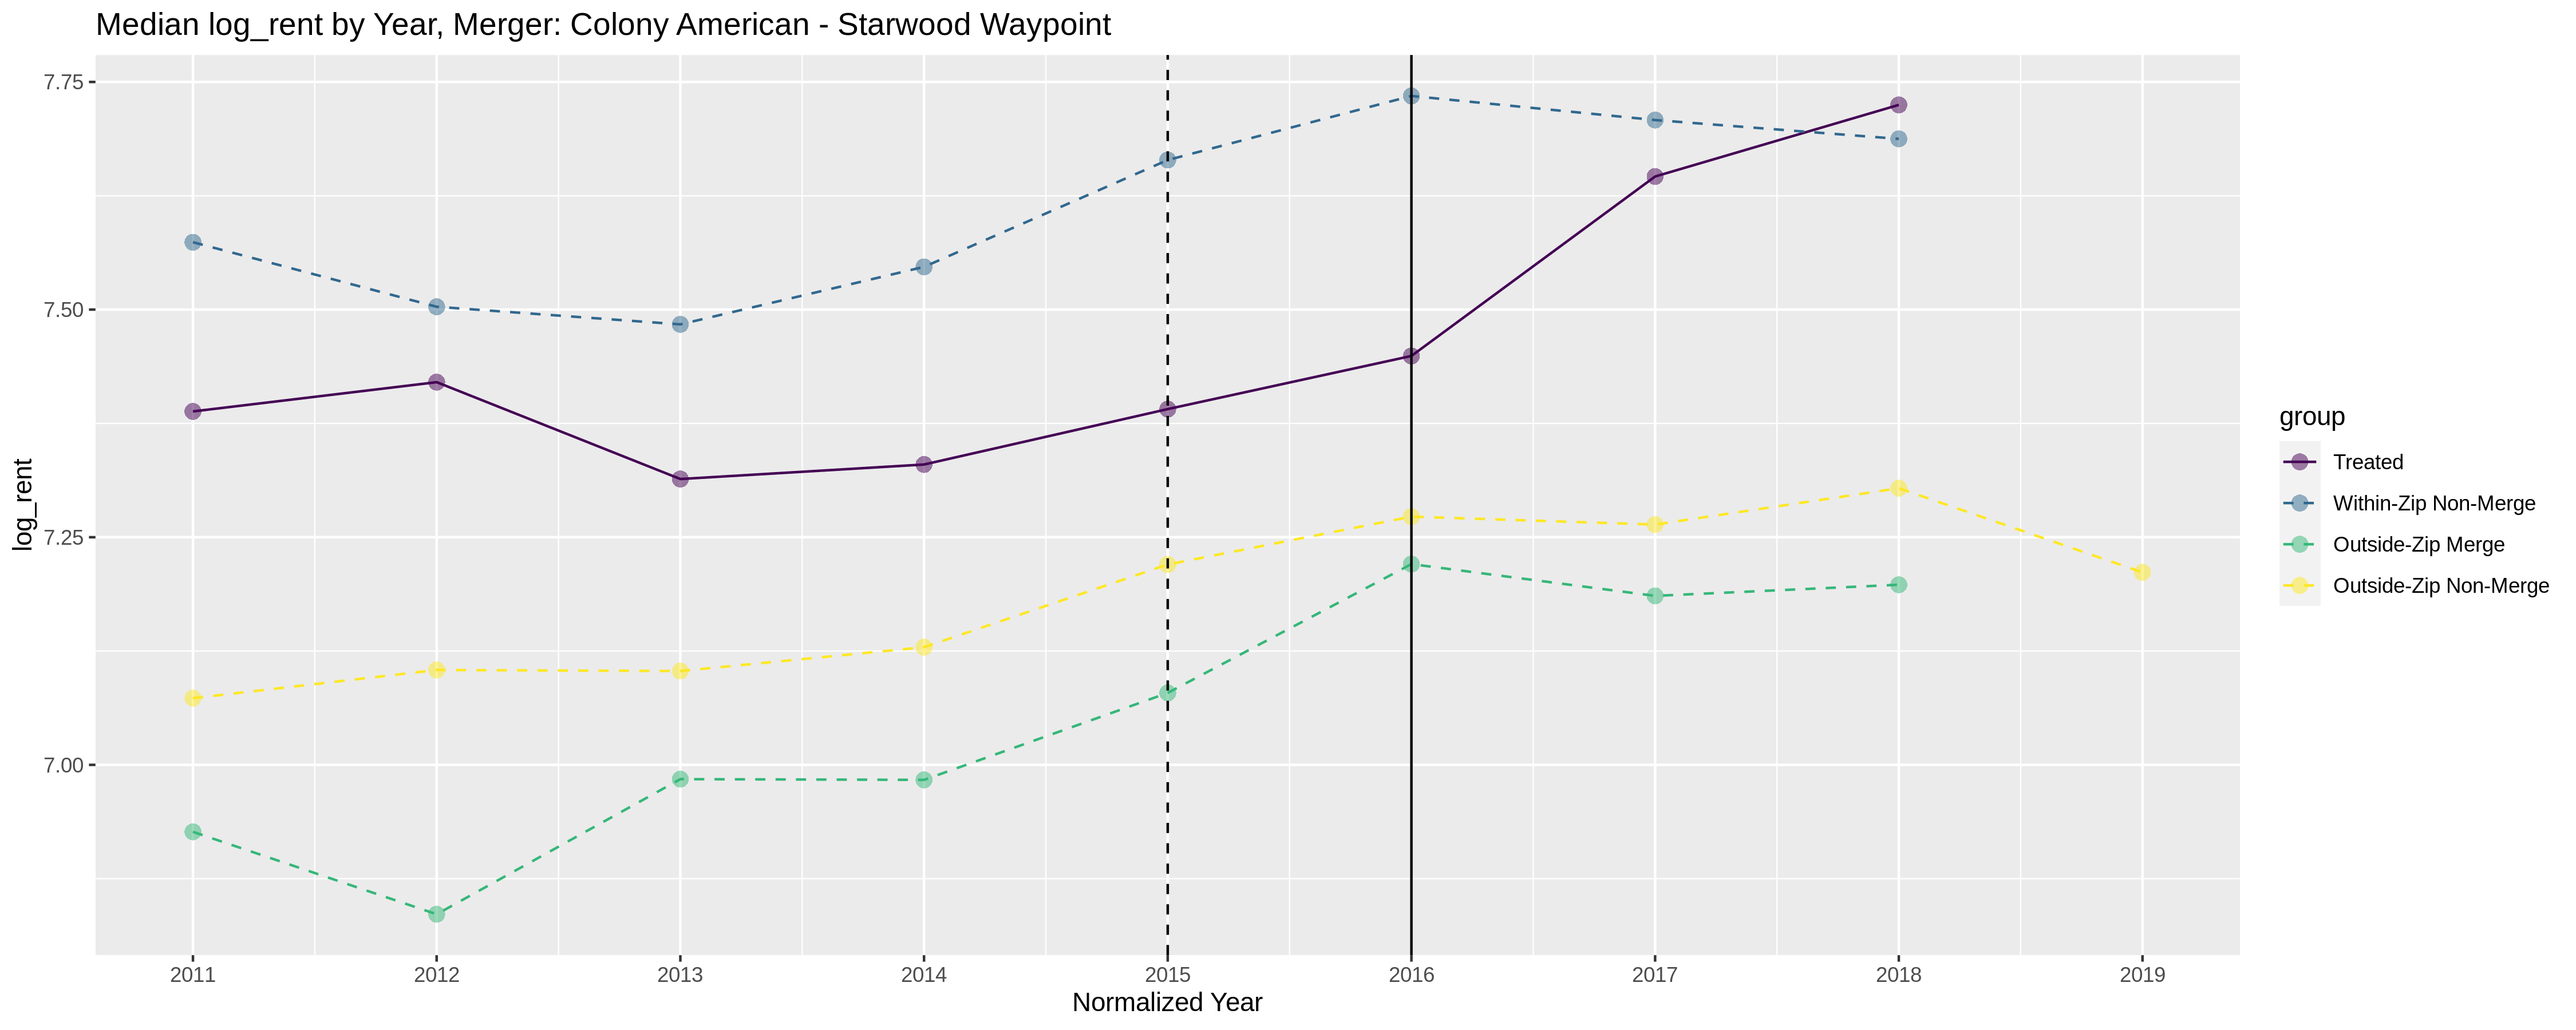 Median log_rent by Year, Merger: Colony American - Starwood Waypoint
7.75
7.50
7.25
7.00
log_rent
2011 2012 2013 2014 2015 2016 2017 2018 2019
Normalized Year
group
Treated
Within-Zip Non-Merge
Outside-Zip Merge
Outside-Zip Non-Merge